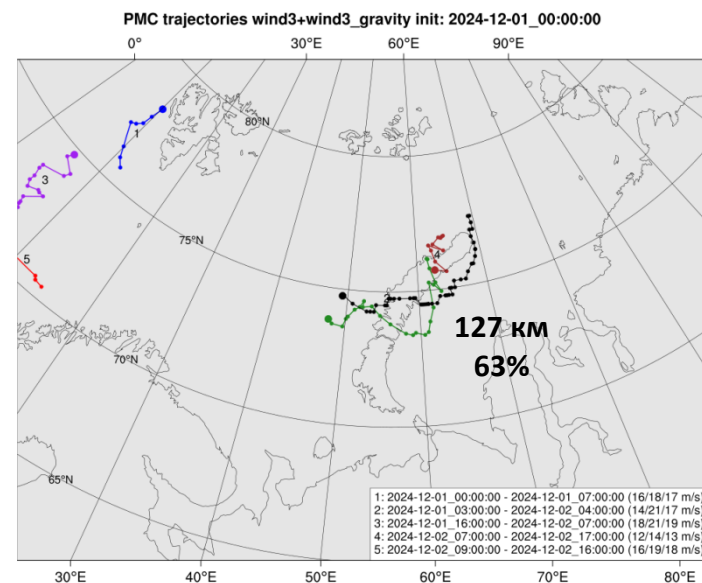 PMC trajectories wind3+wind3_gravity init: 2024-12-01_00:00:00
0° 30°E 60°E 90°E
80°N
1
3
75°N
4
5
2
127 км
63%
70°N
65°N
1: 2024-12-01_00:00:00 - 2024-12-01_07:00:00 (16/18/17 m/s)
2: 2024-12-01_03:00:00 - 2024-12-02_04:00:00 (14/21/17 m/s)
3: 2024-12-01_16:00:00 - 2024-12-02_07:00:00 (18/21/19 m/s)
4: 2024-12-02_07:00:00 - 2024-12-02_17:00:00 (12/14/13 m/s)
5: 2024-12-02_09:00:00 - 2024-12-02_16:00:00 (16/19/18 m/s)
30°E 40°E 50°E 60°E 70°E 80°E